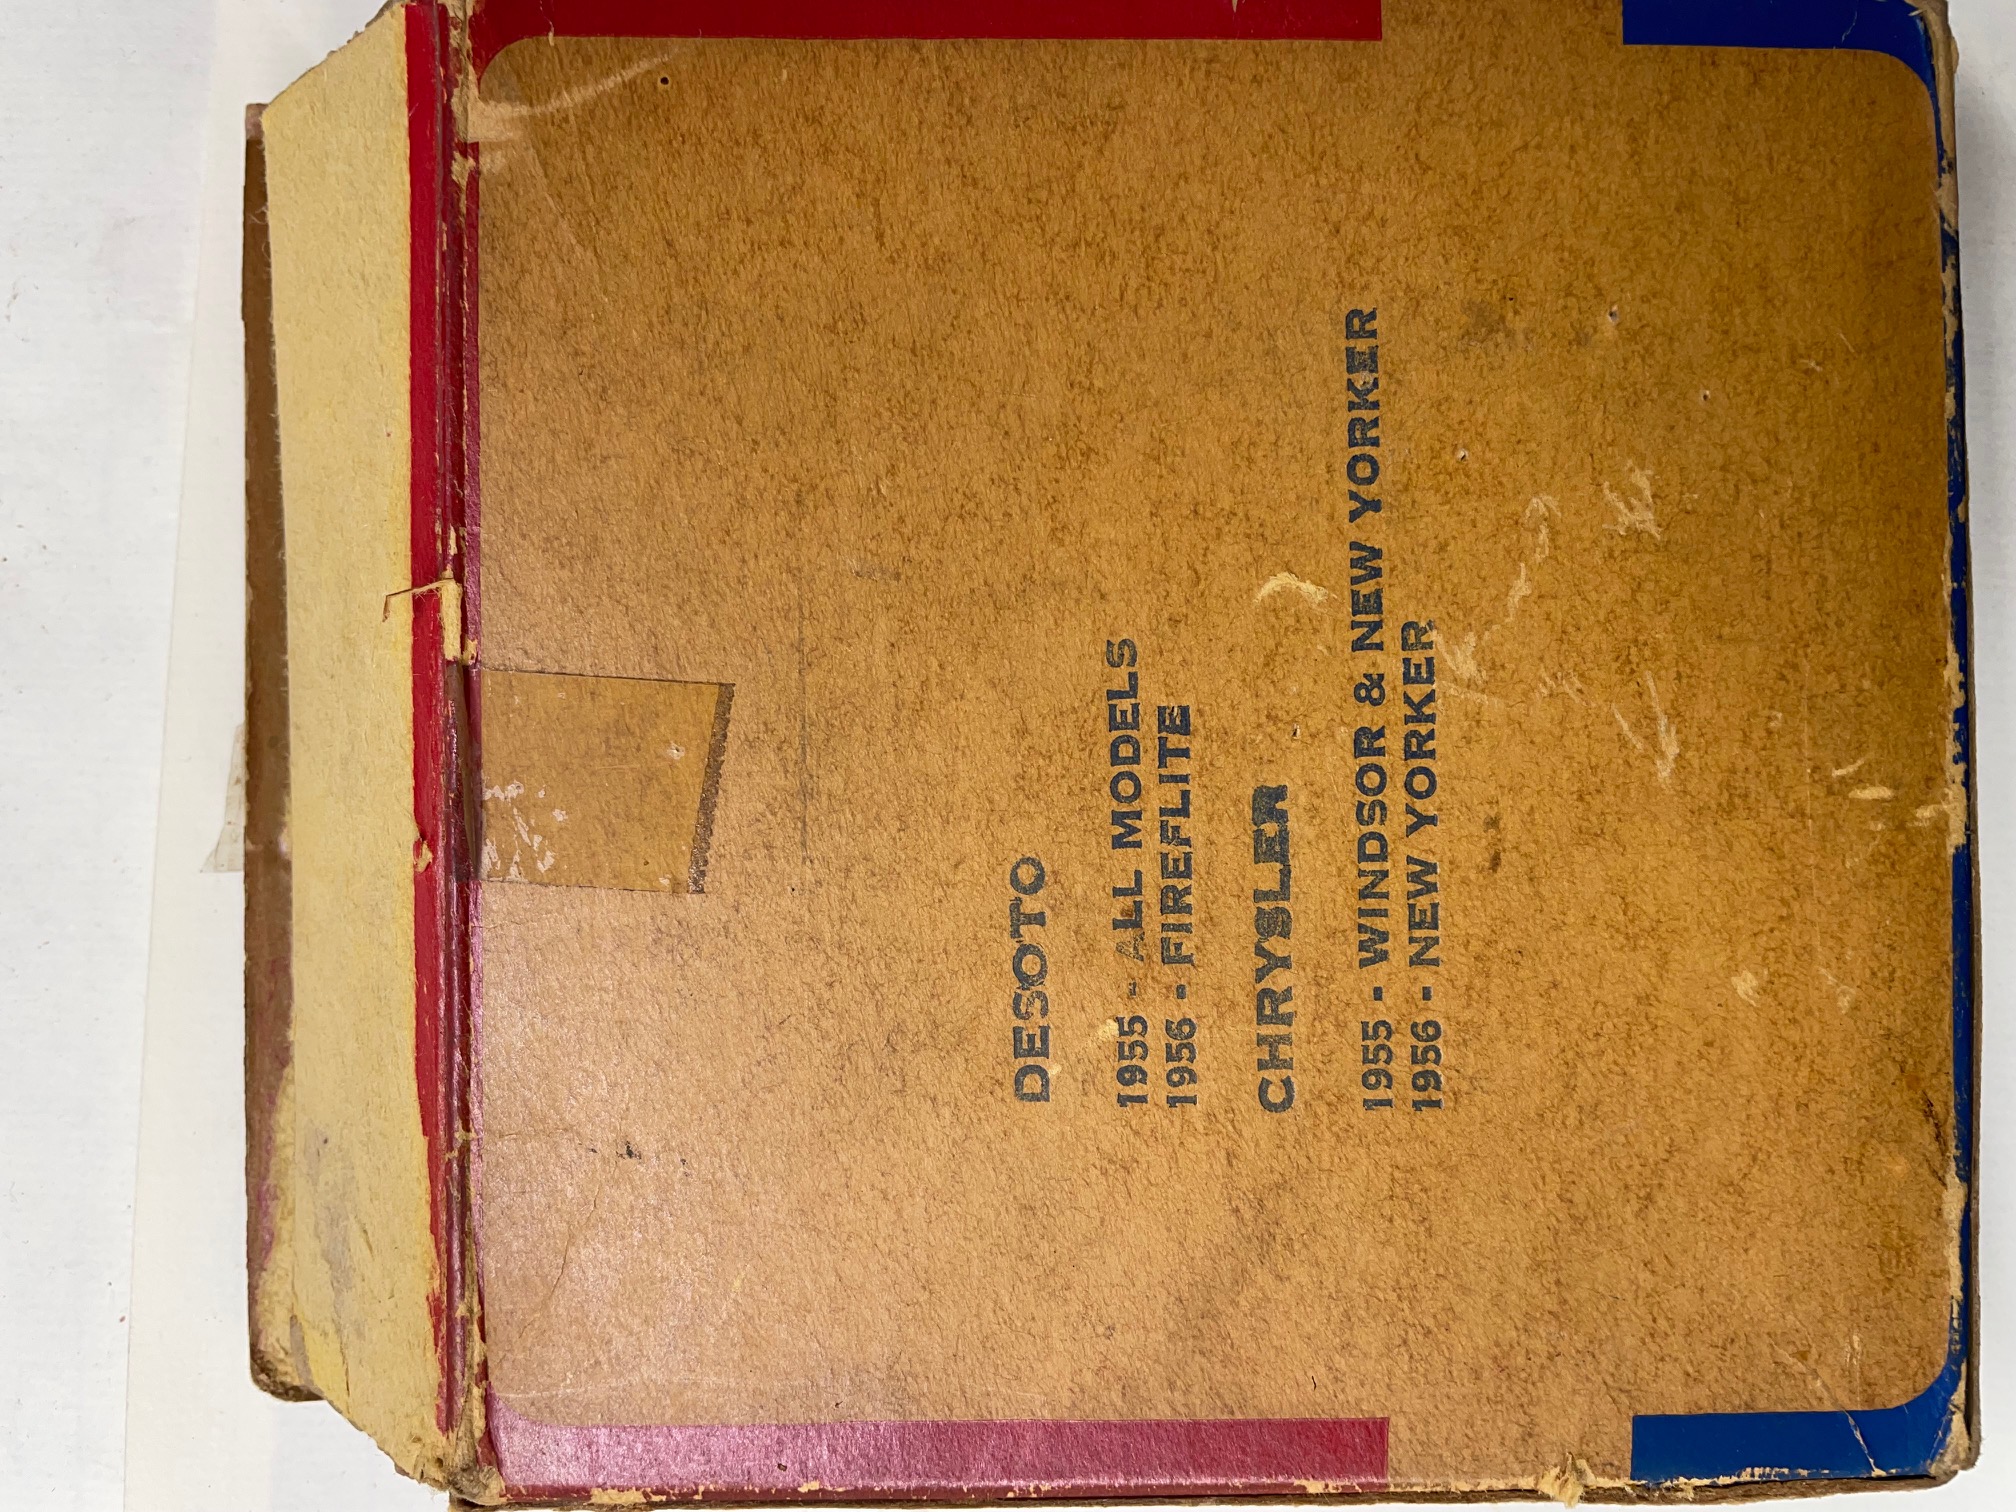 DESOTO
1955 - ALL MODELS
1956 - FIREFLITE
CHRYSLER
1955 - WINDSOR & NEW YORKER
1956 - NEW YORKER